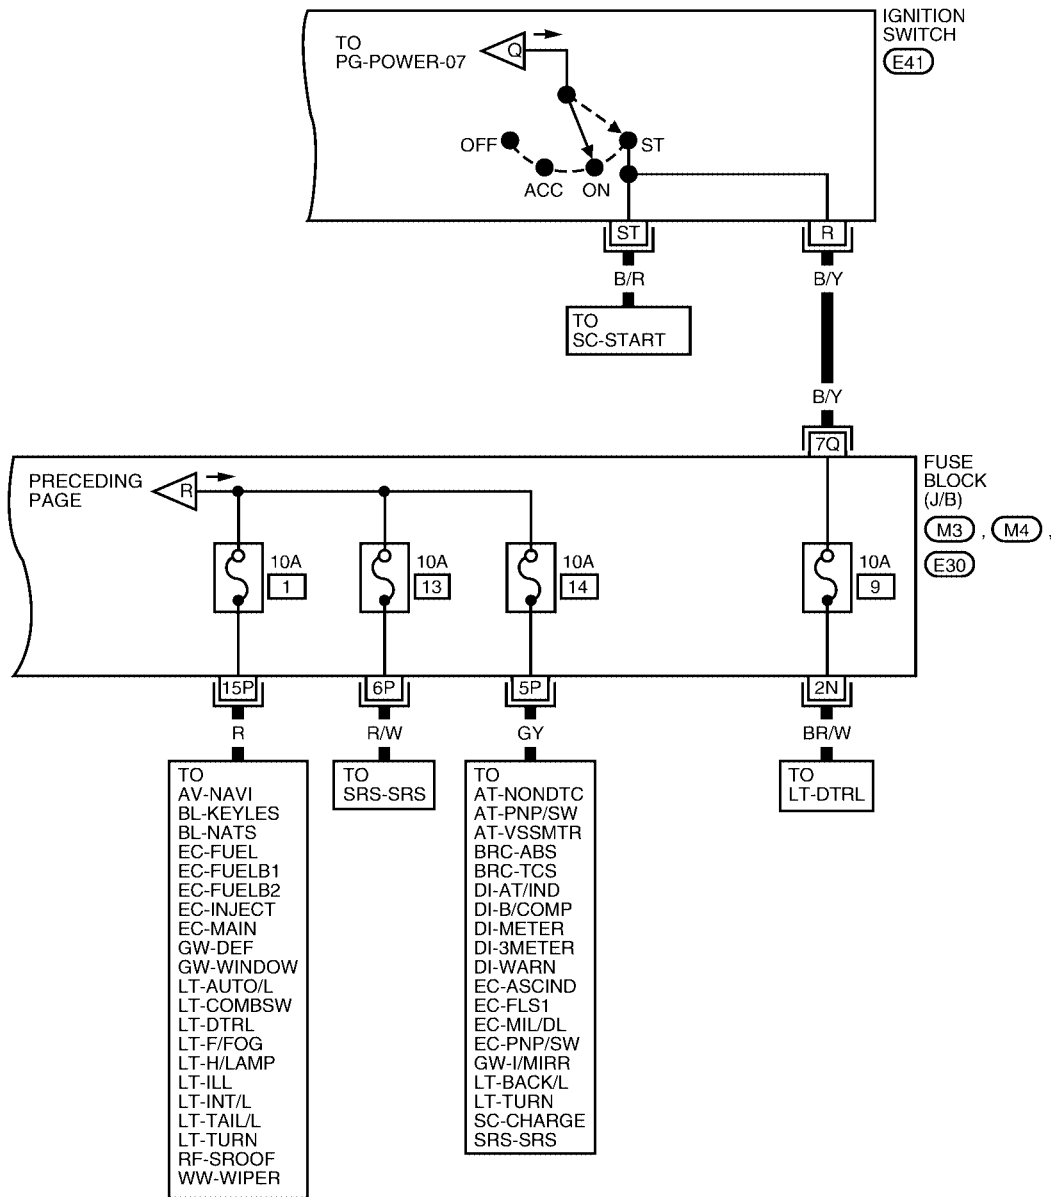 IGNITION
SWITCH
E41
TO
PG-POWER-07
Q
OFF
ACC
ON
ST
ST
R
B/R
B/Y
TO
SC-START
B/Y
7Q
FUSE
BLOCK
(J/B)
M3 , M4 ,
E30
PRECEDING
PAGE
R
10A
1
10A
13
10A
14
10A
9
15P
6P
5P
2N
R
R/W
GY
BR/W
TO
AV-NAVI
BL-KEYLES
BL-NATS
EC-FUEL
EC-FUELB1
EC-FUELB2
EC-INJECT
EC-MAIN
GW-DEF
GW-WINDOW
LT-AUTO/L
LT-COMBSW
LT-DTRL
LT-F/FOG
LT-H/LAMP
LT-ILL
LT-INT/L
LT-TAIL/L
LT-TURN
RF-SROOF
WW-WIPER
TO
SRS-SRS
TO
AT-NONDTC
AT-PNP/SW
AT-VSSMTR
BRC-ABS
BRC-TCS
DI-AT/IND
DI-B/COMP
DI-METER
DI-3METER
DI-WARN
EC-ASCIND
EC-FLS1
EC-MIL/DL
EC-PNP/SW
GW-I/MIRR
LT-BACK/L
LT-TURN
SC-CHARGE
SRS-SRS
TO
LT-DTRL